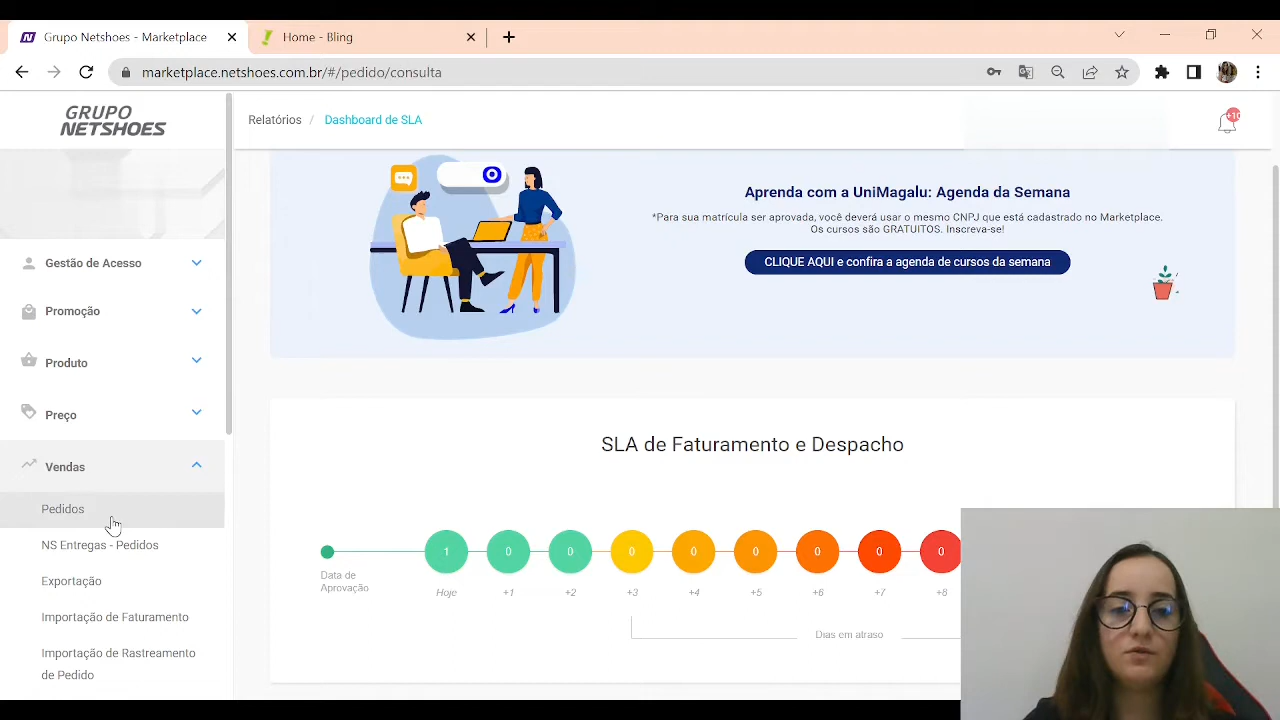 Grupo Netshoes - Marketplace
Home - Bling
marketplace.netshoes.com.br/#/pedido/consulta
GRUPO
NETSHOES
Relatórios / Dashboard de SLA
+10
Aprenda com a UniMagalu: Agenda da Semana
*Para sua matrícula ser aprovada, você deverá usar o mesmo CNPJ que está cadastrado no Marketplace.
Os cursos são GRATUITOS. Inscreva-se!
CLIQUE AQUI e confira a agenda de cursos da semana
Gestão de Acesso
Promoção
Produto
Preço
Vendas
Pedidos
NS Entregas - Pedidos
Exportação
Importação de Faturamento
Importação de Rastreamento
de Pedido
SLA de Faturamento e Despacho
1 0 0 0 0 0 0 0 0
Data de
Aprovação
Hoje +1 +2 +3 +4 +5 +6 +7 +8
Dias em atraso